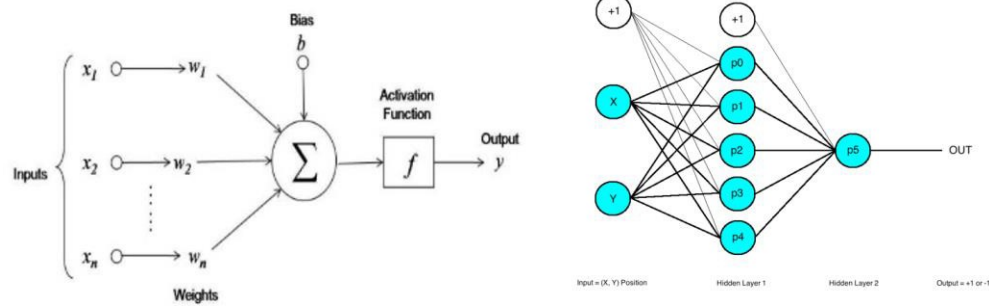 Bias
b
x1
w1
Activation
Function
Output
Inputs
x2
w2
Σ
f
y
xn
wn
Weights
+1
+1
p0
X
p1
p2
p5
OUT
Y
p3
p4
Input = (X, Y) Position
Hidden Layer 1
Hidden Layer 2
Output = +1 or -1